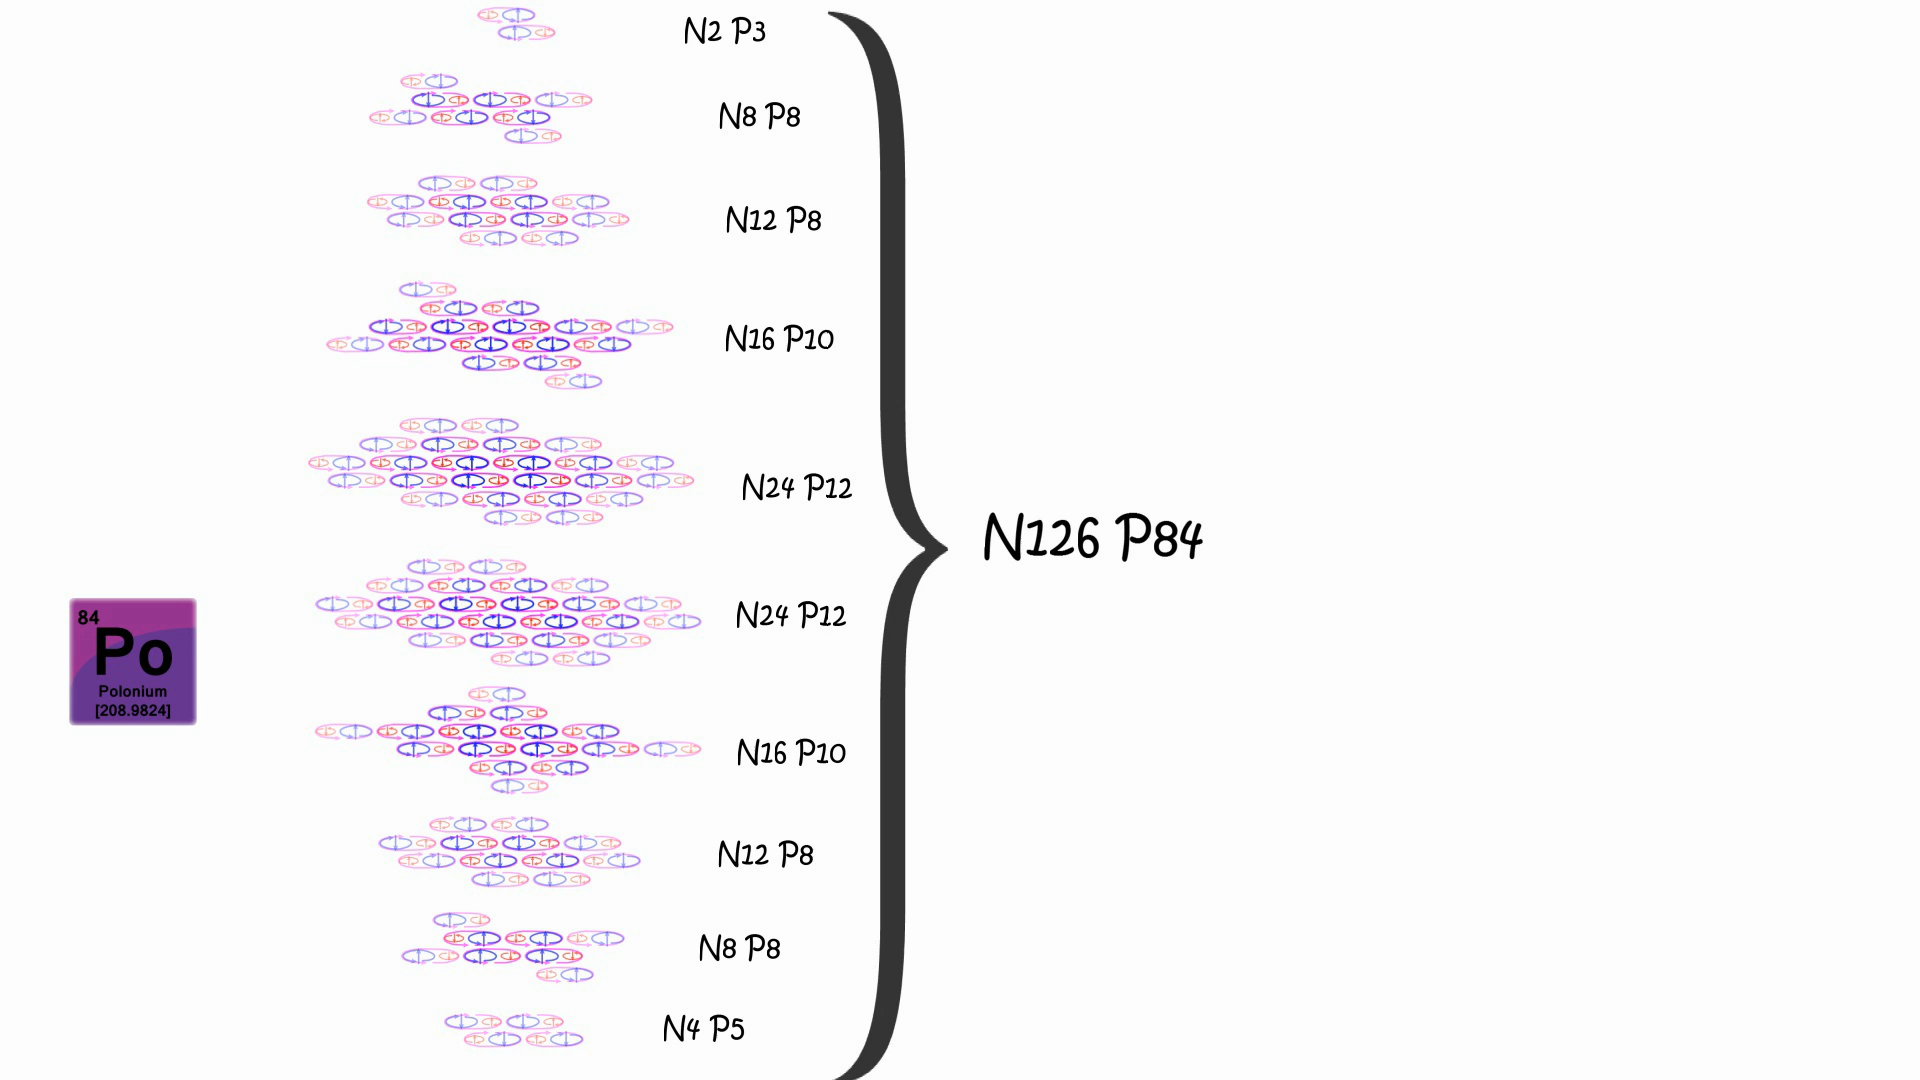 N2 P3
N8 P8
N12 P8
N16 P10
N24 P12
N126 P84
N24 P12
84
Po
Polonium
[208.9824]
N16 P10
N12 P8
N8 P8
N4 P5